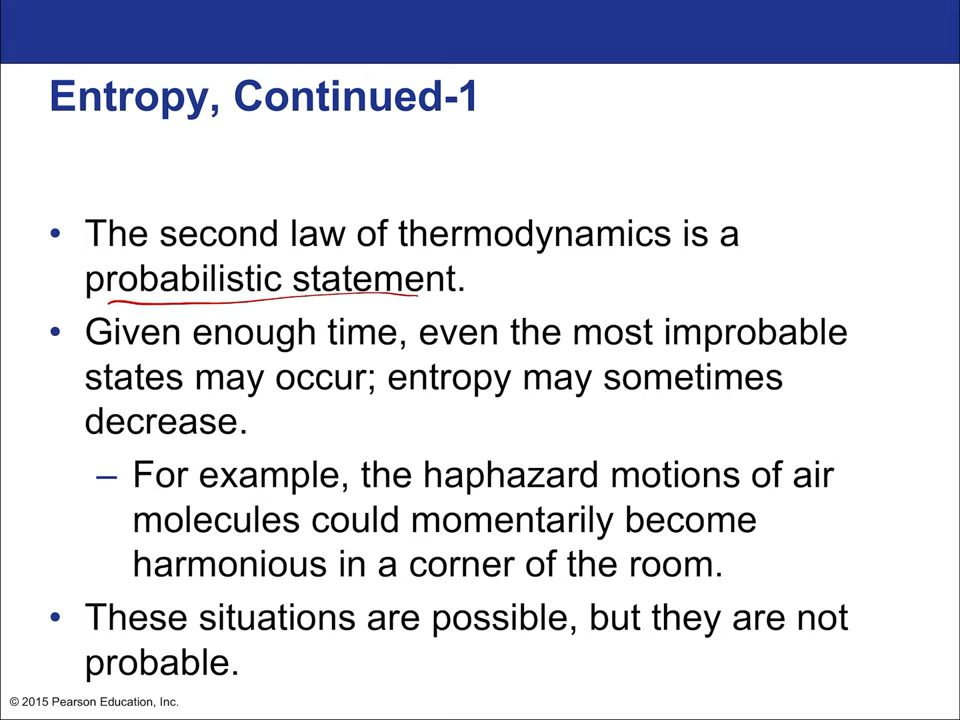 Entropy, Continued-1
• The second law of thermodynamics is a
probabilistic statement.
• Given enough time, even the most improbable
states may occur; entropy may sometimes
decrease.
– For example, the haphazard motions of air
molecules could momentarily become
harmonious in a corner of the room.
• These situations are possible, but they are not
probable.
© 2015 Pearson Education, Inc.